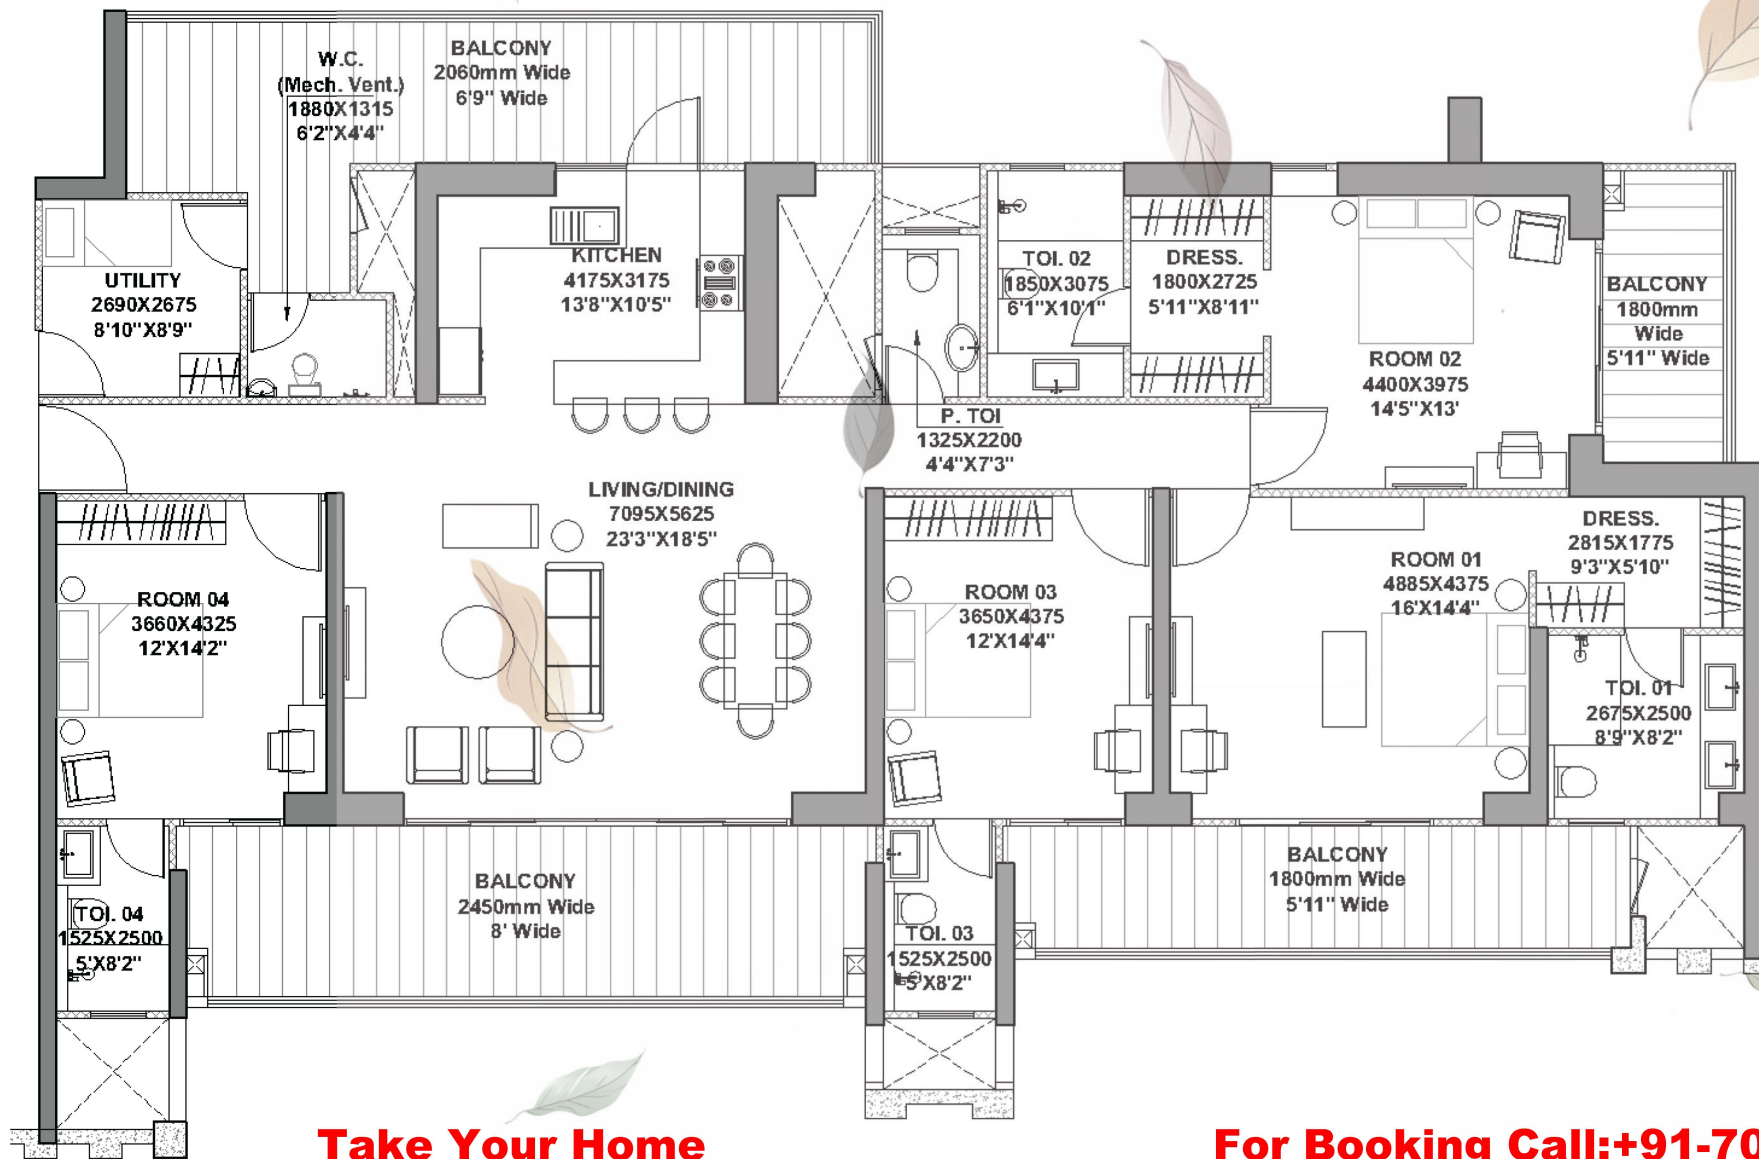 BALCONY
2060mm Wide
6'9" Wide
W.C.
(Mech. Vent.)
1880X1315
6'2"X4'4"
UTILITY
2690X2675
8'10"X8'9"
KITCHEN
4175X3175
13'8"X10'5"
TOI. 02
1850X3075
6'1"X10'1"
DRESS.
1800X2725
5'11"X8'11"
ROOM 02
4400X3975
14'5"X13'
BALCONY
1800mm
Wide
5'11" Wide
P. TOI
1325X2200
4'4"X7'3"
LIVING/DINING
7095X5625
23'3"X18'5"
ROOM 04
3660X4325
12'X14'2"
ROOM 03
3650X4375
12'X14'4"
ROOM 01
4885X4375
16'X14'4"
DRESS.
2815X1775
9'3"X5'10"
TOI. 01
2675X2500
8'9"X8'2"
BALCONY
2450mm Wide
8' Wide
BALCONY
1800mm Wide
5'11" Wide
TOI. 04
1525X2500
5'X8'2"
TOI. 03
1525X2500
5'X8'2"
Take Your Home
For Booking Call:+91-70